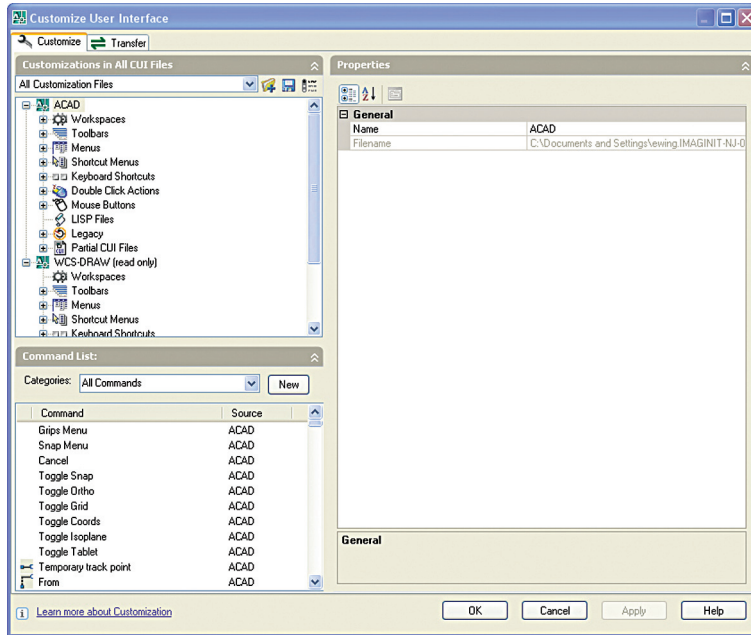 Customize User Interface
Customize
Transfer
Customizations in All CUI Files
All Customization Files
ACAD
Workspaces
Toolbars
Menus
Shortcut Menus
Keyboard Shortcuts
Double Click Actions
Mouse Buttons
LISP Files
Legacy
Partial CUI Files
WCS-DRAW (read only)
Workspaces
Toolbars
Menus
Shortcut Menus
Keyboard Shortcuts
Command List:
Categories: All Commands New
Command Source
Grips Menu ACAD
Snap Menu ACAD
Cancel ACAD
Toggle Snap ACAD
Toggle Ortho ACAD
Toggle Grid ACAD
Toggle Coords ACAD
Toggle Isoplane ACAD
Toggle Tablet ACAD
Temporary track point ACAD
From ACAD
Properties
General
Name ACAD
Filename C:\Documents and Settings\ewing.IMAGINIT-NJ-0
General
Learn more about Customization
OK Cancel Apply Help